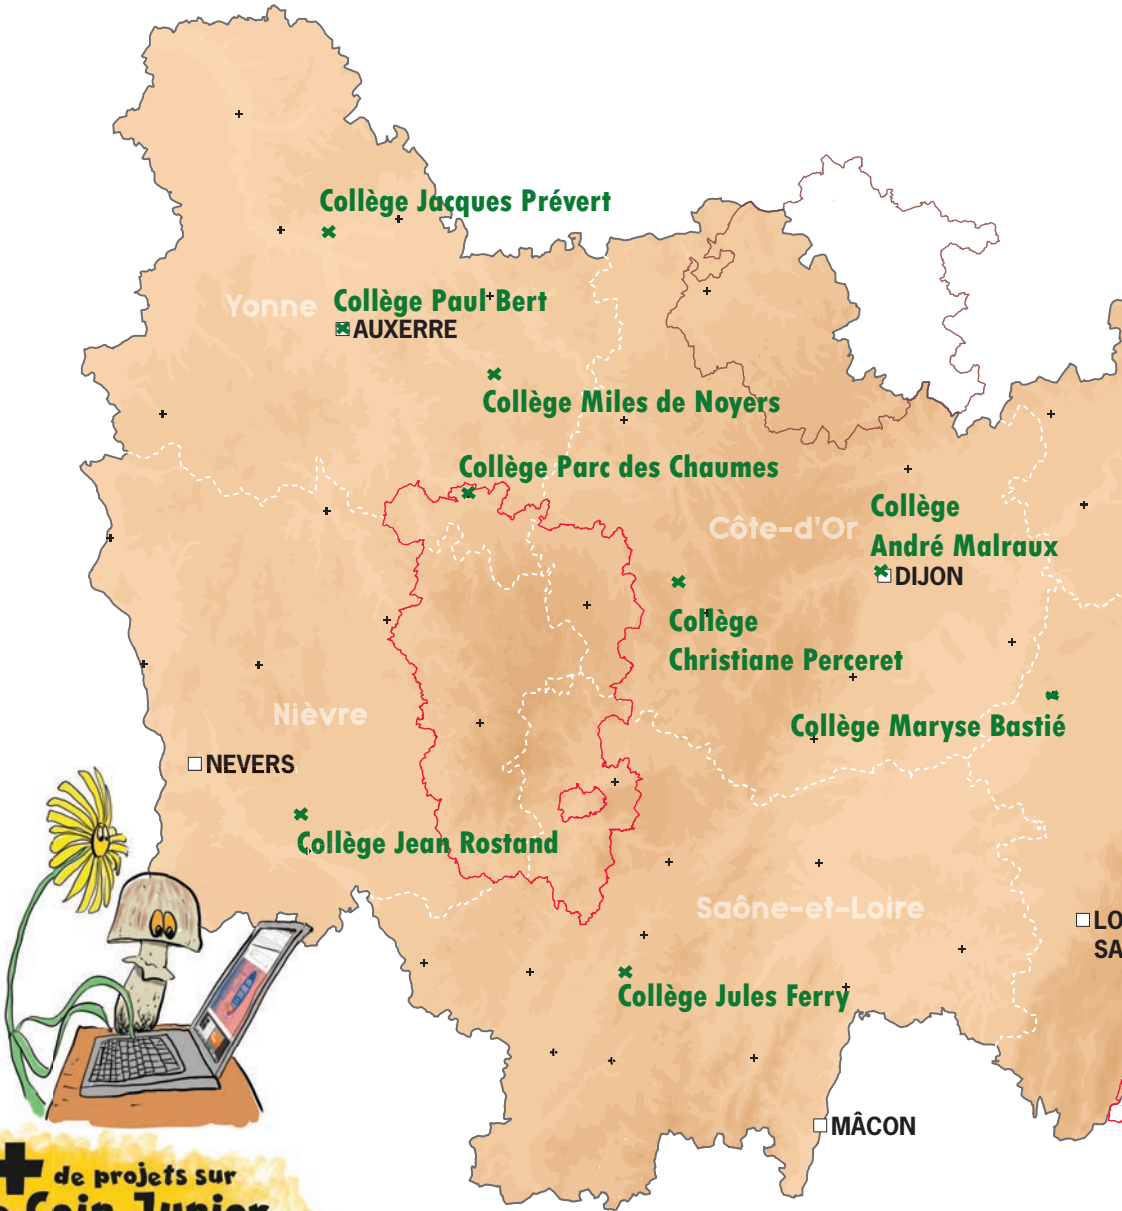 Collège Jacques Prévert
Yonne
Collège Paul Bert
AUXERRE
Collège Miles de Noyers
Collège Parc des Chaumes
Côte-d'Or
Collège
André Malraux
DIJON
Collège
Christiane Perceret
Nièvre
Collège Maryse Bastié
NEVERS
Collège Jean Rostand
Saône-et-Loire
LO
SA
Collège Jules Ferry
MÂCON
+ de projets sur
Coin Junior